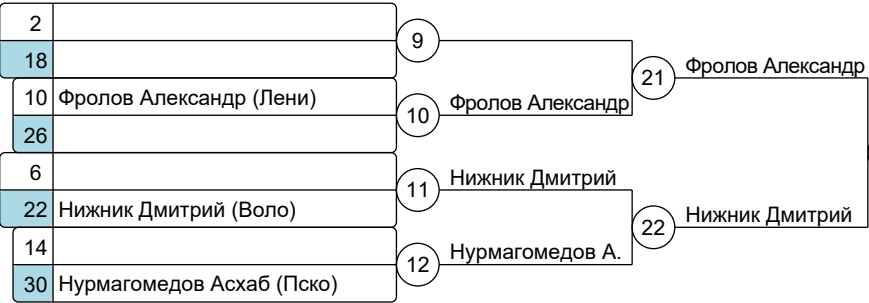 2
18
9
10 Фролов Александр (Лени)
26
10
Фролов Александр
21
Фролов Александр
6
22 Нижник Дмитрий (Воло)
11
Нижник Дмитрий
14
30 Нурмагомедов Асхаб (Пско)
12
Нурмагомедов А.
22
Нижник Дмитрий